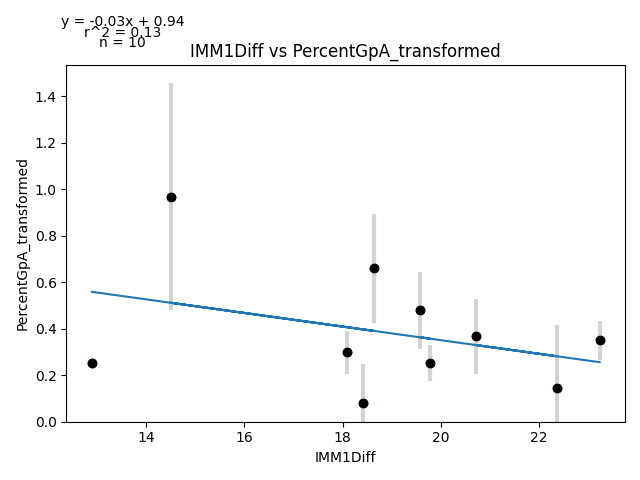 y = -0.03x + 0.94
r^2 = 0.13
n = 10
IMM1Diff vs PercentGpA_transformed
PercentGpA_transformed
1.4
1.2
1.0
0.8
0.6
0.4
0.2
0.0
14 16 18 20 22
IMM1Diff